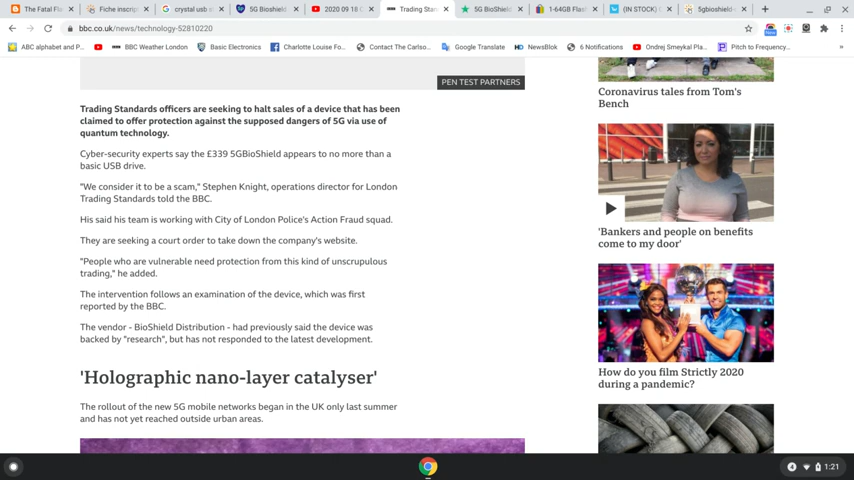 The Fatal Fl
Fiche inscrip
crystal usb s
5G Bioshield
2020 09 18 C
Trading Stan
5G BioShield
1-64GB Flas
(IN STOCK) C
5gbioshield-
bbc.co.uk/news/technology-52810220
ABC alphabet and P...
BBC Weather London
Basic Electronics
Charlotte Louise Fo...
Contact The Carlso...
Google Translate
NewsBlok
6 Notifications
Ondrej Smeykal Pla...
Pitch to Frequency...
PEN TEST PARTNERS
Trading Standards officers are seeking to halt sales of a device that has been
claimed to offer protection against the supposed dangers of 5G via use of
quantum technology.
Cyber-security experts say the £339 5GBioShield appears to no more than a
basic USB drive.
"We consider it to be a scam," Stephen Knight, operations director for London
Trading Standards told the BBC.
His said his team is working with City of London Police's Action Fraud squad.
They are seeking a court order to take down the company's website.
"People who are vulnerable need protection from this kind of unscrupulous
trading," he added.
The intervention follows an examination of the device, which was first
reported by the BBC.
The vendor - BioShield Distribution - had previously said the device was
backed by "research", but has not responded to the latest development.
'Holographic nano-layer catalyser'
The rollout of the new 5G mobile networks began in the UK only last summer
and has not yet reached outside urban areas.
Coronavirus tales from Tom's
Bench
'Bankers and people on benefits
come to my door'
How do you film Strictly 2020
during a pandemic?
1:21